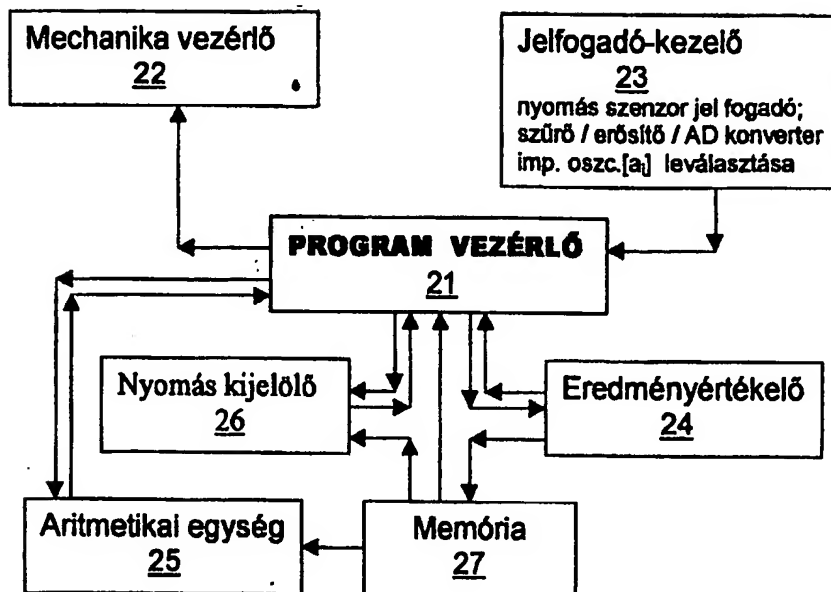 Mechanika vezérlő
22
Jelfogadó-kezelő
23
nyomás szenzor jel fogadó;
szűrő / erősítő / AD konverter
imp. oszc.[aᵢ] leválasztása
PROGRAM VEZÉRLŐ
21
Nyomás kijelölő
26
Eredményértékelő
24
Aritmetikai egység
25
Memória
27